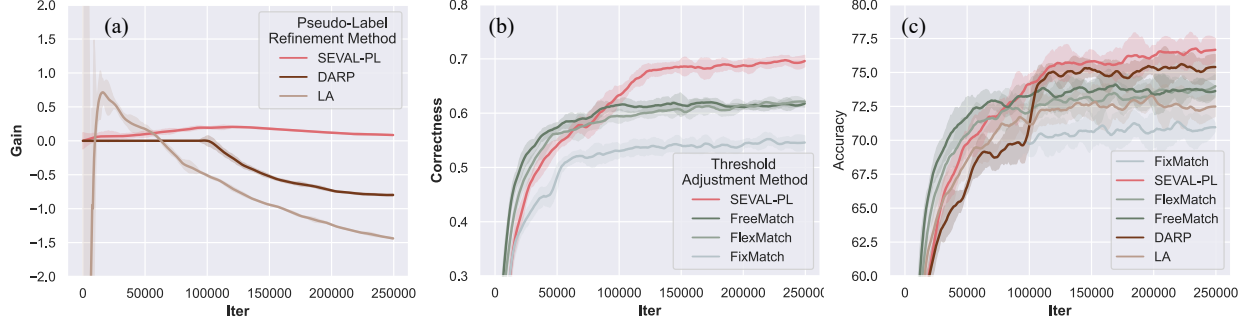 (a)
Pseudo-Label
Refinement Method
SEVAL-PL
DARP
LA
2.0
1.5
1.0
0.5
0.0
−0.5
−1.0
−1.5
−2.0
Gain
0 50000 100000 150000 200000 250000
Iter
(b)
0.8
0.7
0.6
0.5
0.4
0.3
Correctness
Threshold
Adjustment Method
SEVAL-PL
FreeMatch
FlexMatch
FixMatch
0 50000 100000 150000 200000 250000
Iter
(c)
80.0
77.5
75.0
72.5
70.0
67.5
65.0
62.5
60.0
Accuracy
FixMatch
SEVAL-PL
FlexMatch
FreeMatch
DARP
LA
0 50000 100000 150000 200000 250000
Iter